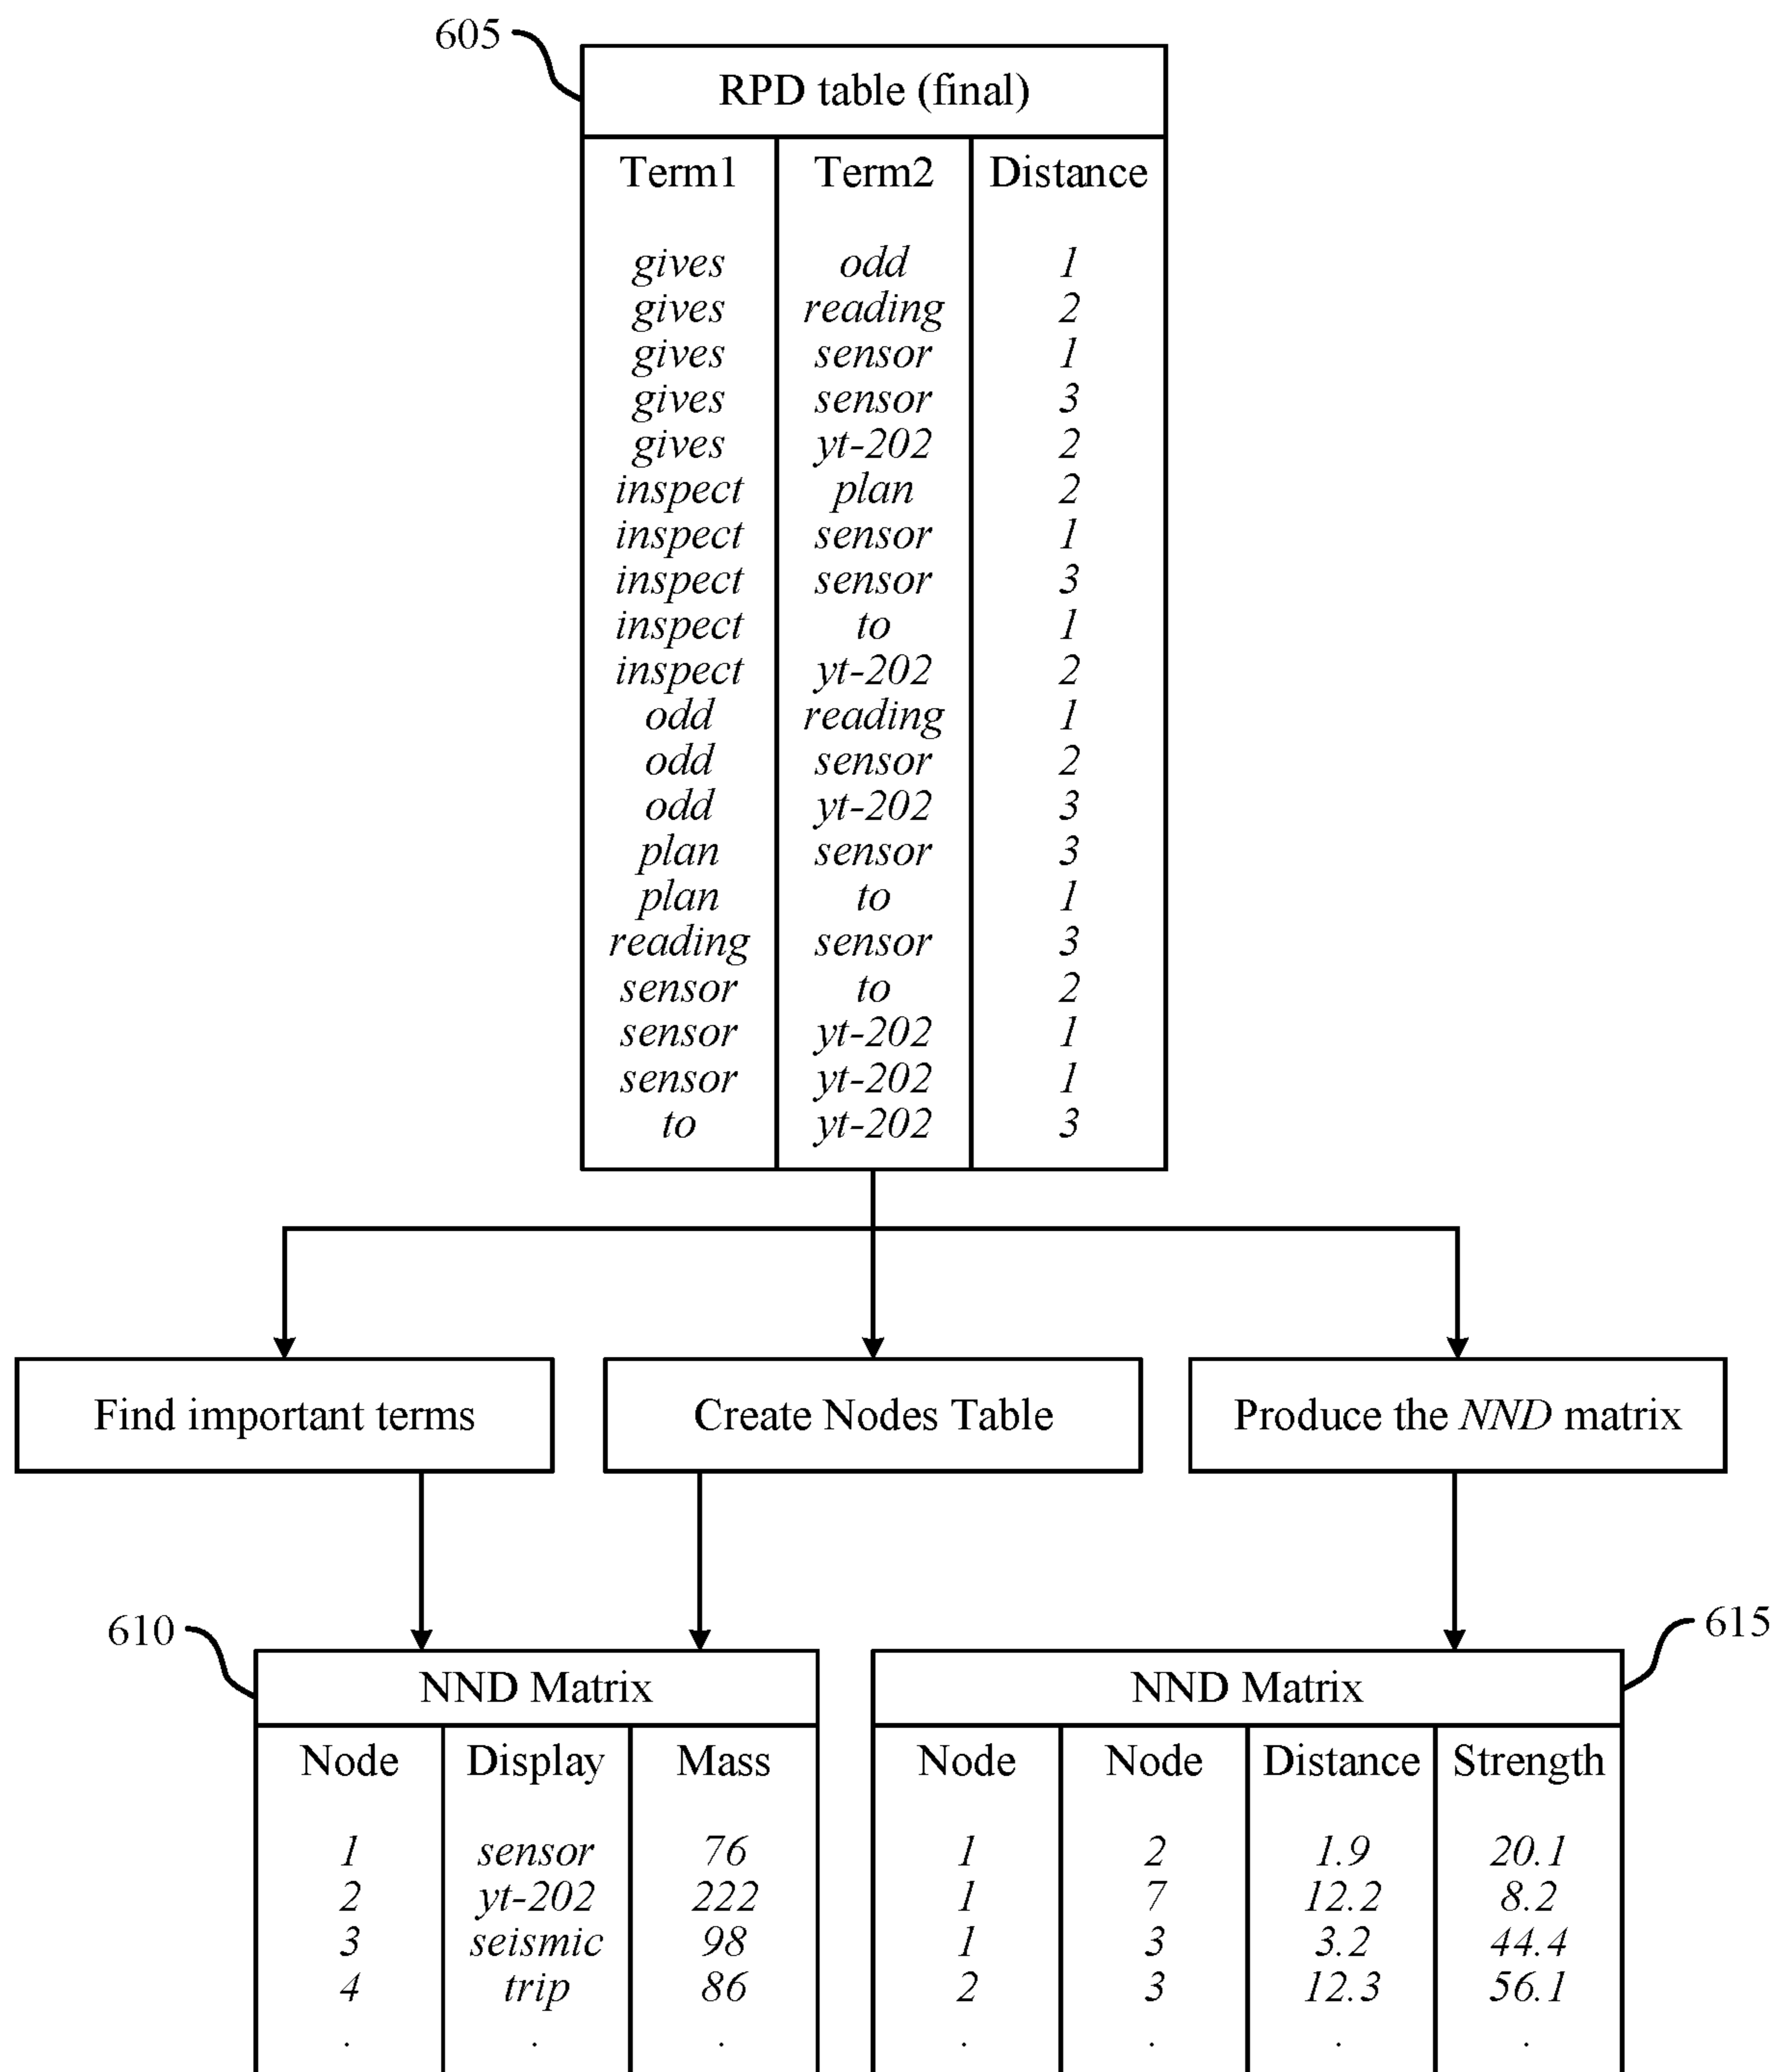 605
RPD table (final)
Term1 Term2 Distance
gives odd 1
gives reading 2
gives sensor 1
gives sensor 3
gives yt-202 2
inspect plan 2
inspect sensor 1
inspect sensor 3
inspect to 1
inspect yt-202 2
odd reading 1
odd sensor 2
odd yt-202 3
plan sensor 3
plan to 1
reading sensor 3
sensor to 2
sensor yt-202 1
sensor yt-202 1
to yt-202 3
Find important terms
Create Nodes Table
Produce the NND matrix
610
NND Matrix
Node Display Mass
1 sensor 76
2 yt-202 222
3 seismic 98
4 trip 86
. . .
615
NND Matrix
Node Node Distance Strength
1 2 1.9 20.1
1 7 12.2 8.2
1 3 3.2 44.4
2 3 12.3 56.1
. . . .